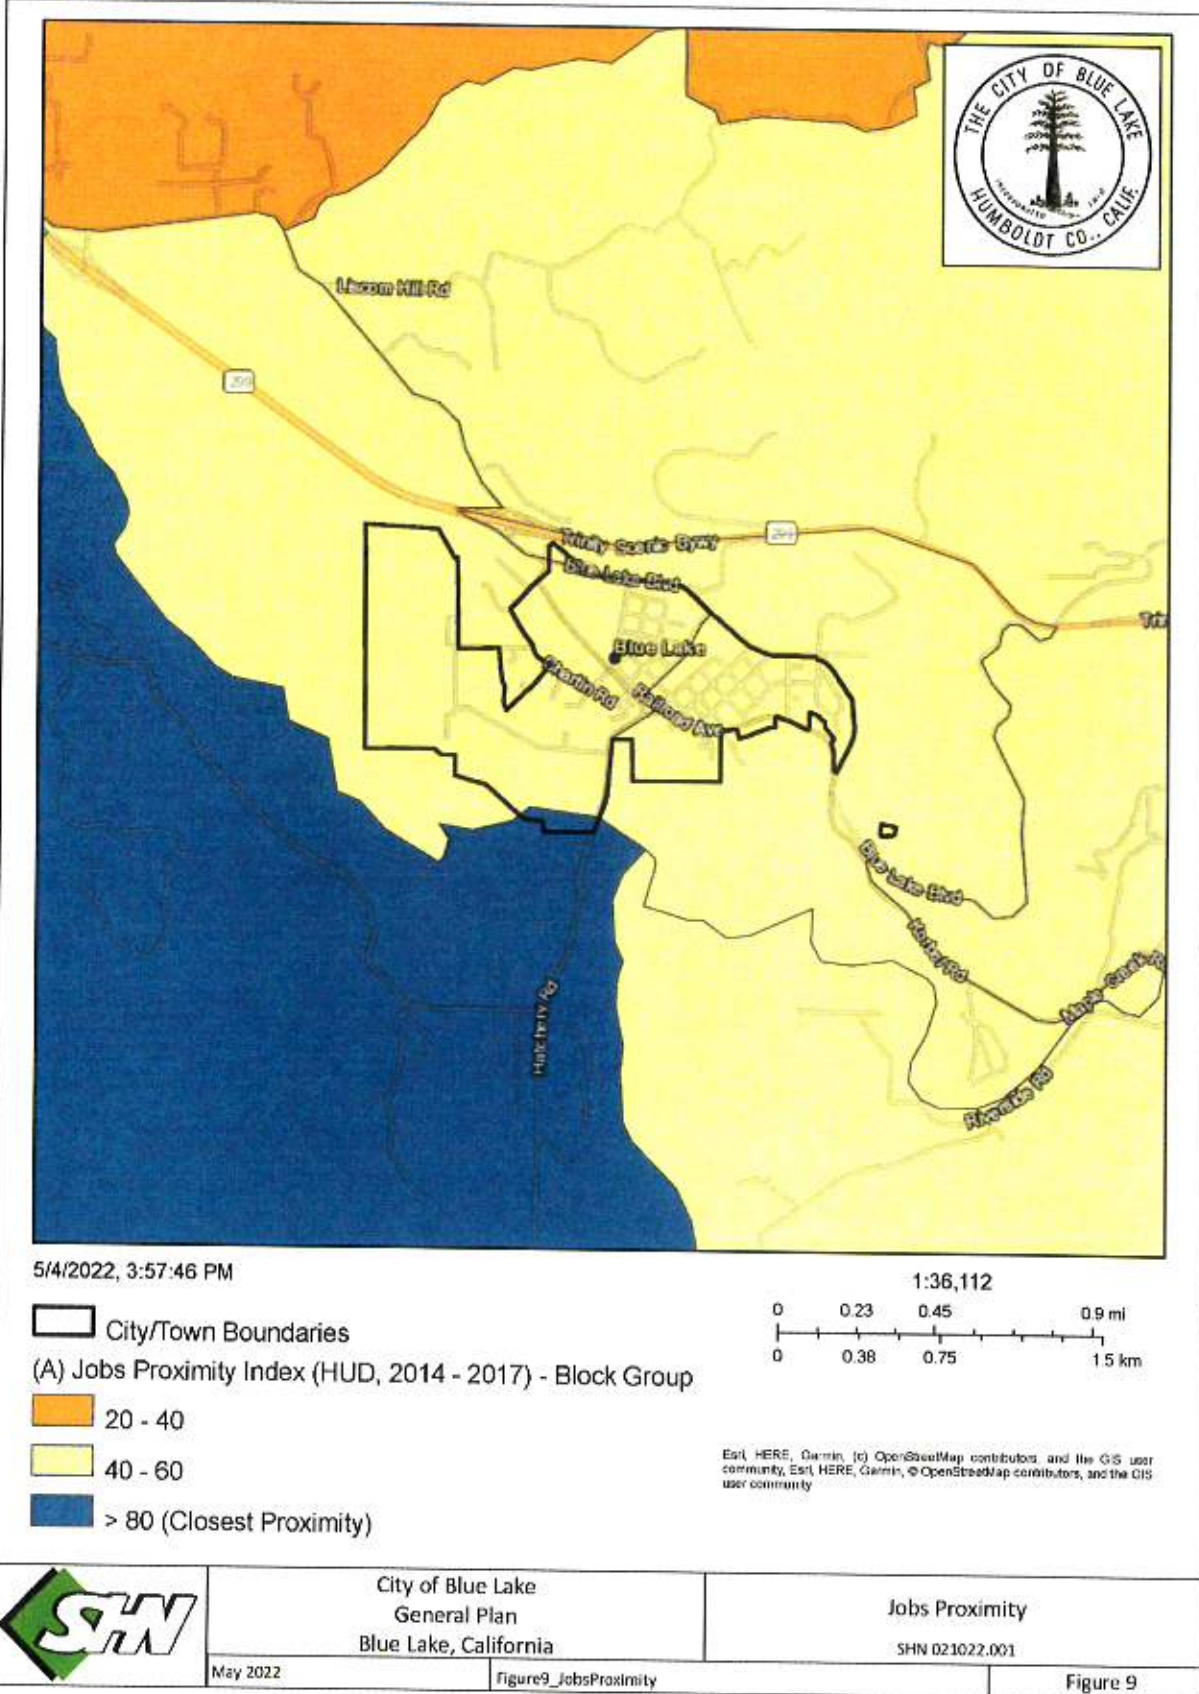 THE CITY OF BLUE LAKE
HUMBOLDT CO., CALIF.
INCORPORATED
Liscom Hill Rd
299
Trinity Scenic Bywy
299
Blue Lake Blvd
Trin
Blue Lake
Chartin Rd
Railroad Ave
Blue Lake Blvd
Korbel Rd
Maple Creek R
Hatchery Rd
Riverside Rd
5/4/2022, 3:57:46 PM
1:36,112
0 0.23 0.45 0.9 mi
0 0.38 0.75 1.5 km
City/Town Boundaries
(A) Jobs Proximity Index (HUD, 2014 - 2017) - Block Group
20 - 40
40 - 60
> 80 (Closest Proximity)
Esri, HERE, Garmin, (c) OpenStreetMap contributors, and the GIS user
community, Esri, HERE, Garmin, © OpenStreetMap contributors, and the GIS
user community
SHN
City of Blue Lake
General Plan
Blue Lake, California
Jobs Proximity
SHN 021022.001
May 2022
Figure9_JobsProximity
Figure 9